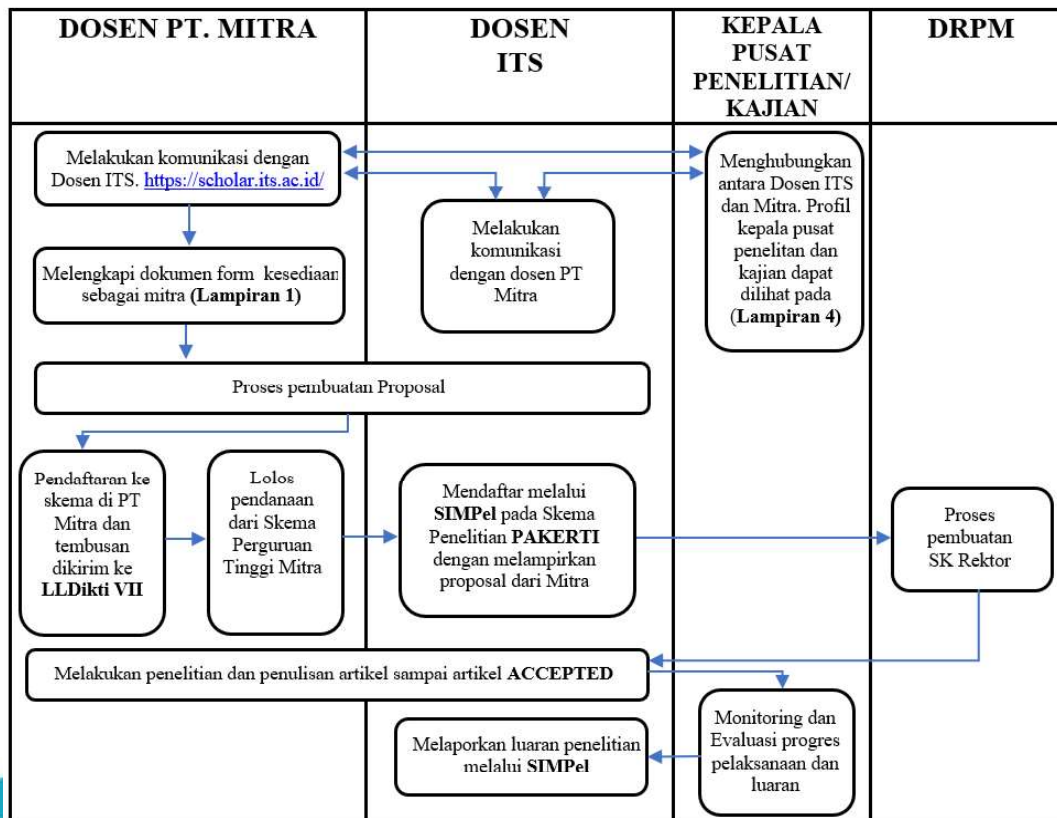 DOSEN PT. MITRA
DOSEN
ITS
KEPALA
PUSAT
PENELITIAN/
KAJIAN
DRPM
Melakukan komunikasi dengan
Dosen ITS. https://scholar.its.ac.id/
Melakukan
komunikasi
dengan dosen PT
Mitra
Menghubungkan
antara Dosen ITS
dan Mitra. Profil
kepala pusat
penelitan dan
kajian dapat
dilihat pada
(Lampiran 4)
Melengkapi dokumen form kesediaan
sebagai mitra (Lampiran 1)
Proses pembuatan Proposal
Pendaftaran ke
skema di PT
Mitra dan
tembusan
dikirim ke
LLDikti VII
Lolos
pendanaan
dari Skema
Perguruan
Tinggi Mitra
Mendaftar melalui
SIMPel pada Skema
Penelitian PAKERTI
dengan melampirkan
proposal dari Mitra
Proses
pembuatan
SK Rektor
Melakukan penelitian dan penulisan artikel sampai artikel ACCEPTED
Monitoring dan
Evaluasi progres
pelaksanaan dan
luaran
Melaporkan luaran penelitian
melalui SIMPel